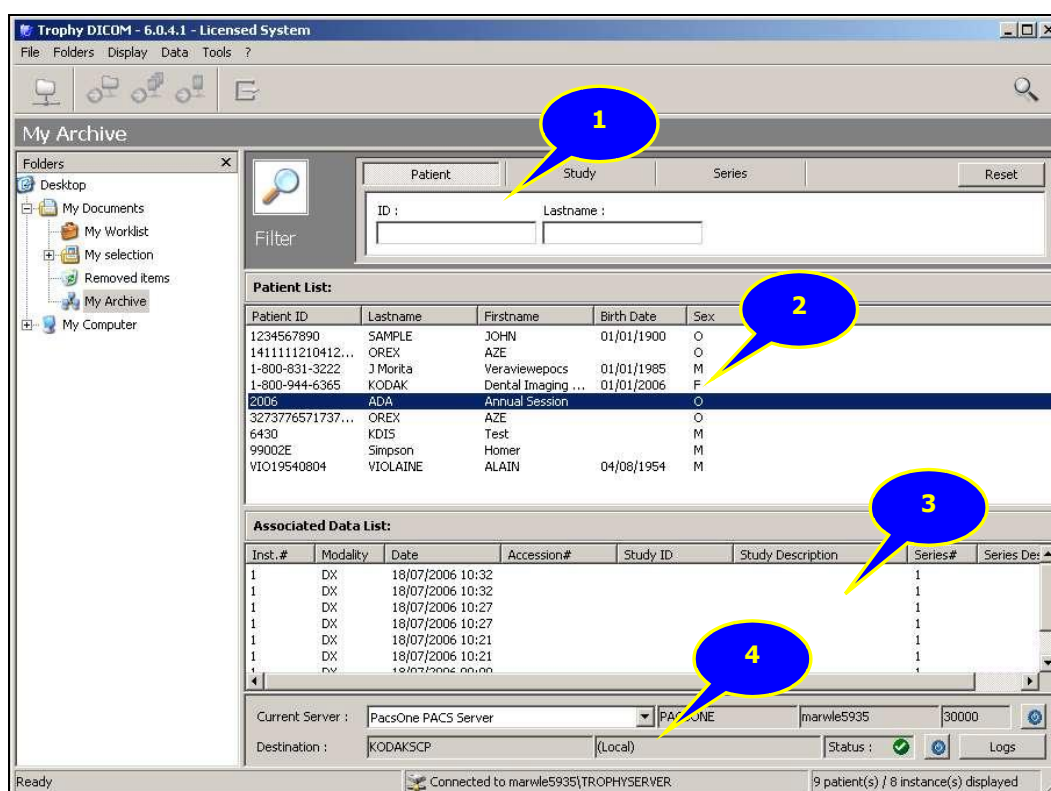 Trophy DICOM - 6.0.4.1 - Licensed System
File Folders Display Data Tools ?
My Archive
1
Folders X
Desktop
My Documents
My Worklist
My selection
Removed items
My Archive
My Computer
Filter
Patient Study Series Reset
ID : Lastname :
Patient List:
2
Patient ID Lastname Firstname Birth Date Sex
1234567890 SAMPLE JOHN 01/01/1900 O
1411111210412... OREX AZE O
1-800-831-3222 J Morita Veraviewepocs 01/01/1985 M
1-800-944-6365 KODAK Dental Imaging ... 01/01/2006 F
2006 ADA Annual Session O
3273776571737... OREX AZE O
6430 KDIS Test M
99002E Simpson Homer M
VIO19540804 VIOLAINE ALAIN 04/08/1954 M
3
Associated Data List:
Inst.# Modality Date Accession# Study ID Study Description Series# Series Des
1 DX 18/07/2006 10:32 1
1 DX 18/07/2006 10:32 1
1 DX 18/07/2006 10:27 1
1 DX 18/07/2006 10:27 1
1 DX 18/07/2006 10:21 1
1 DX 18/07/2006 10:21 1
4
Current Server : PacsOne PACS Server marwle5935 30000
Destination : KODAKSCP (Local) Status : Logs
Ready Connected to marwle5935\TROPHYSERVER 9 patient(s) / 8 instance(s) displayed